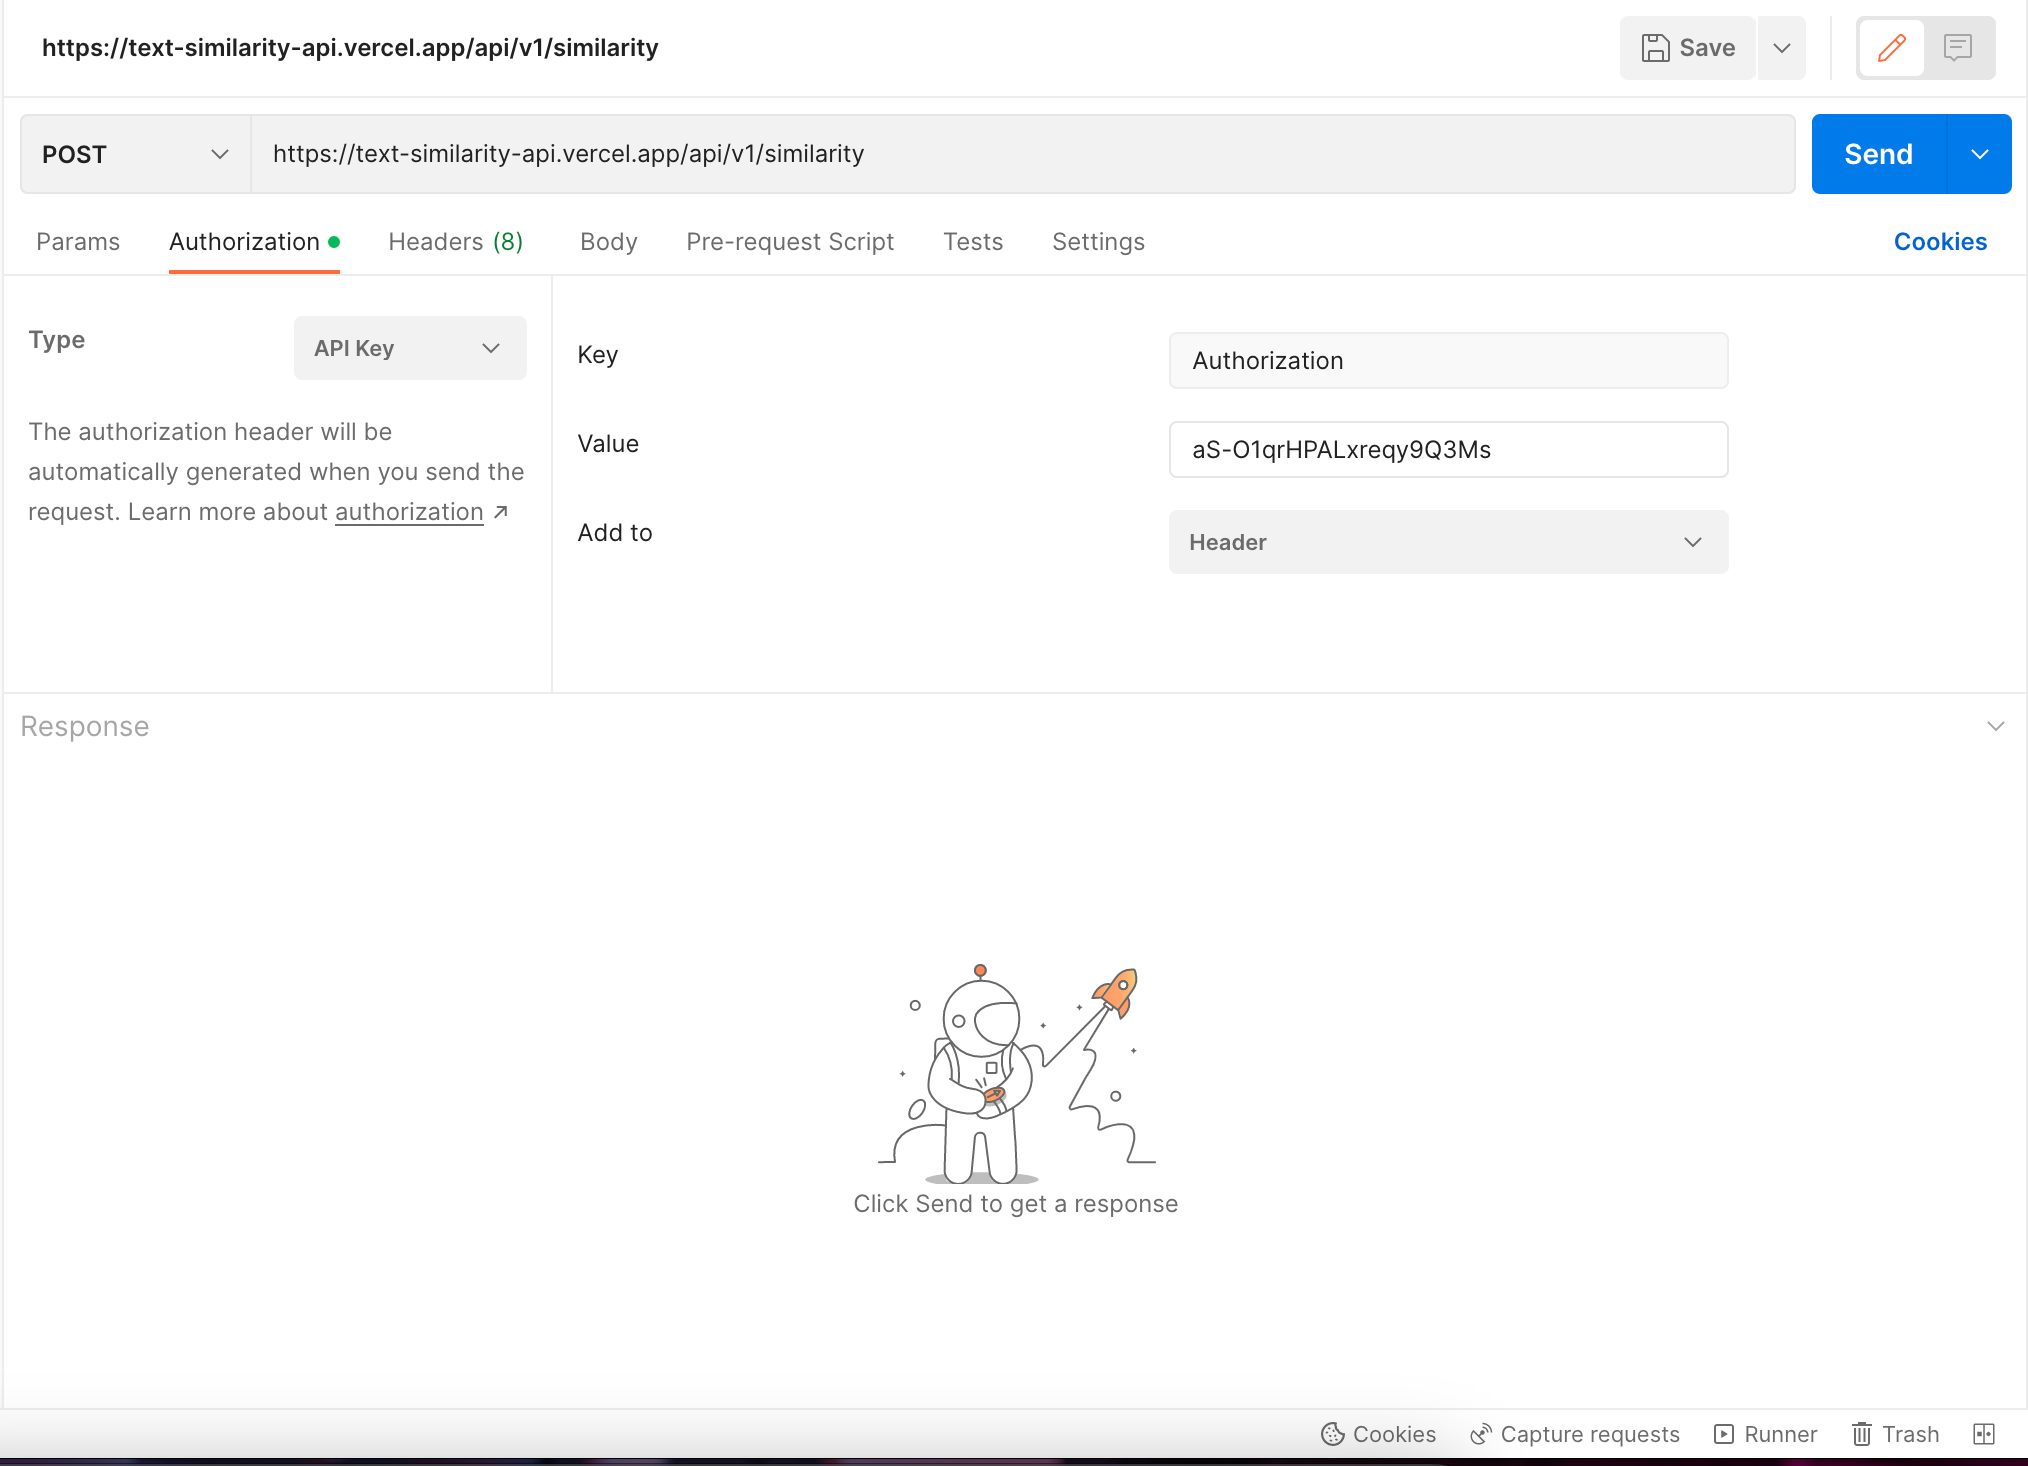 https://text-similarity-api.vercel.app/api/v1/similarity
Save
POST
https://text-similarity-api.vercel.app/api/v1/similarity
Send
Params
Authorization
Headers (8)
Body
Pre-request Script
Tests
Settings
Cookies
Type
API Key
The authorization header will be
automatically generated when you send the
request. Learn more about authorization ↗
Key
Authorization
Value
aS-O1qrHPALxreqy9Q3Ms
Add to
Header
Response
Click Send to get a response
Cookies
Capture requests
Runner
Trash